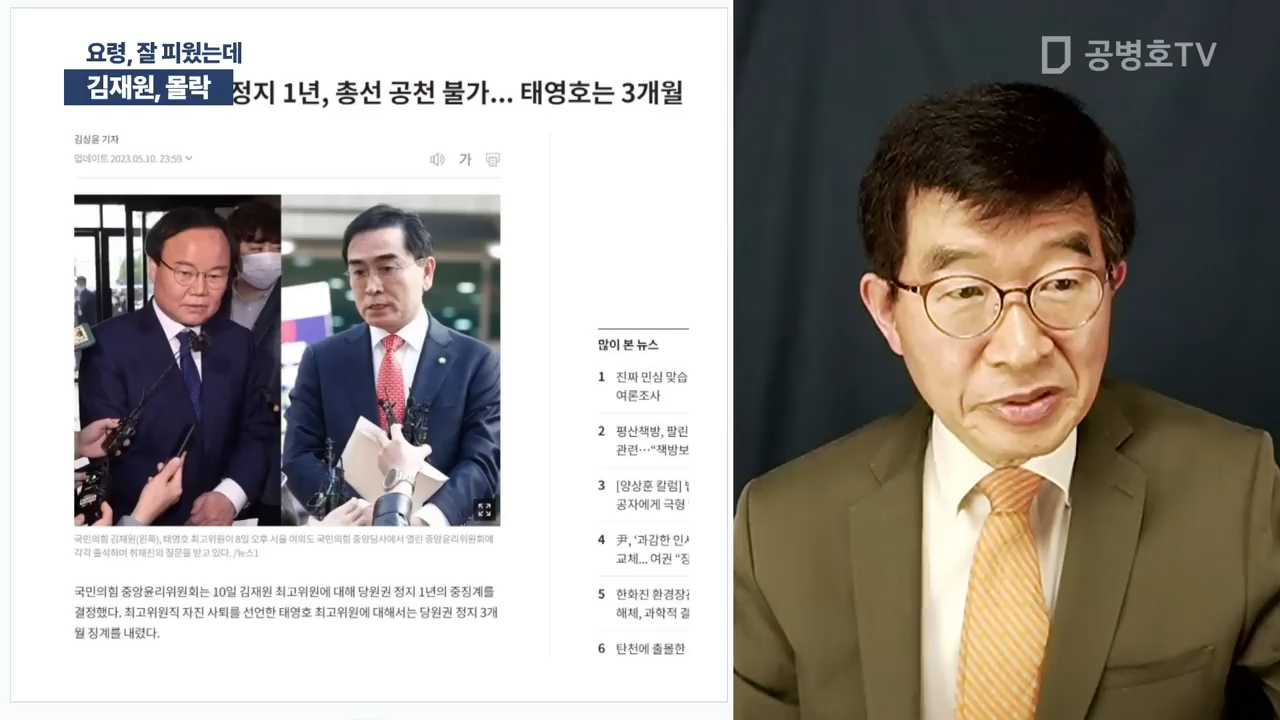 요령, 잘 피웠는데
김재원, 몰락
정지 1년, 총선 공천 불가... 태영호는 3개월
공병호TV
김상윤 기자
업데이트 2023.05.10. 23:59
가
국민의힘 김재원(왼쪽), 태영호 최고위원이 8일 오후 서울 여의도 국민의힘 중앙당사에서 열린 중앙윤리위원회에
각각 출석하며 취재진의 질문을 받고 있다. /뉴스1
국민의힘 중앙윤리위원회는 10일 김재원 최고위원에 대해 당원권 정지 1년의 중징계를
결정했다. 최고위원직 자진 사퇴를 선언한 태영호 최고위원에 대해서는 당원권 정지 3개
월 징계를 내렸다.
많이 본 뉴스
1 진짜 민심 맞습
여론조사
2 평산책방, 팔린
관련…“책방보
3 [양상훈 칼럼]
공자에게 극형
4 尹, ‘과감한 인사
교체... 여권 “장
5 한화진 환경장관
해체, 과학적 결
6 탄천에 출몰한